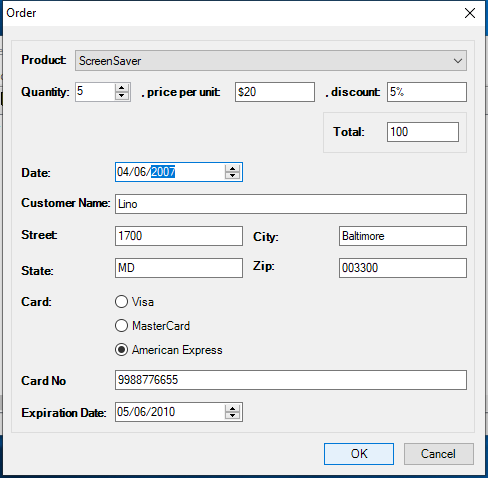 Order
Product: ScreenSaver
Quantity: 5 , price per unit: $20 , discount: 5%
Total: 100
Date: 04/06/2007
Customer Name: Lino
Street: 1700 City: Baltimore
State: MD Zip: 003300
Card: Visa
MasterCard
American Express
Card No 9988776655
Expiration Date: 05/06/2010
OK Cancel